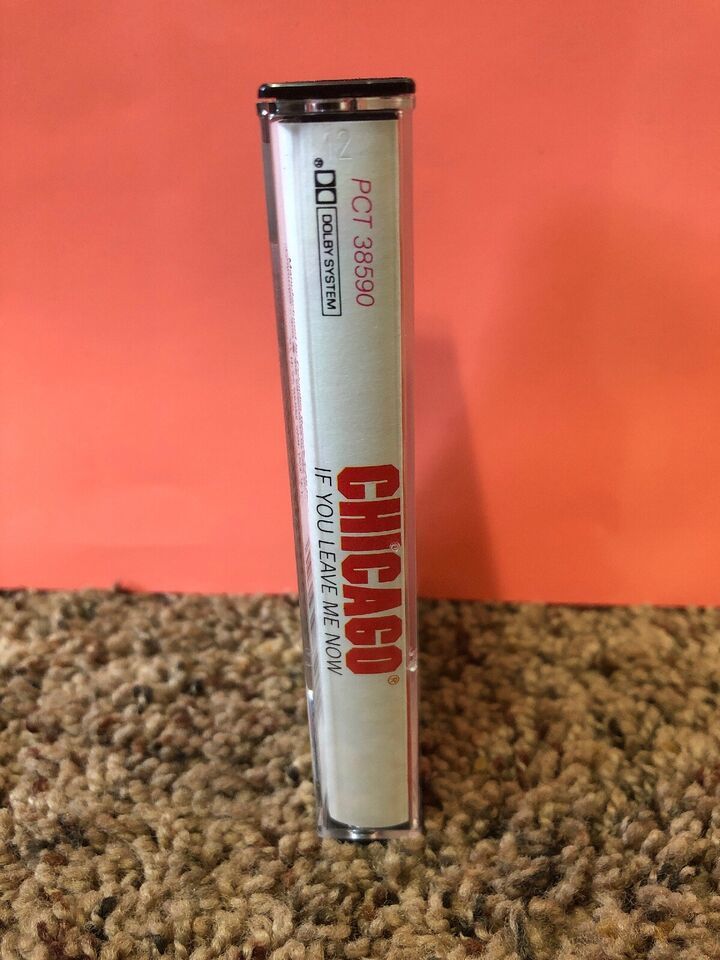 12
PCT 38590
® DOLBY SYSTEM
CHICAGO®
IF YOU LEAVE ME NOW